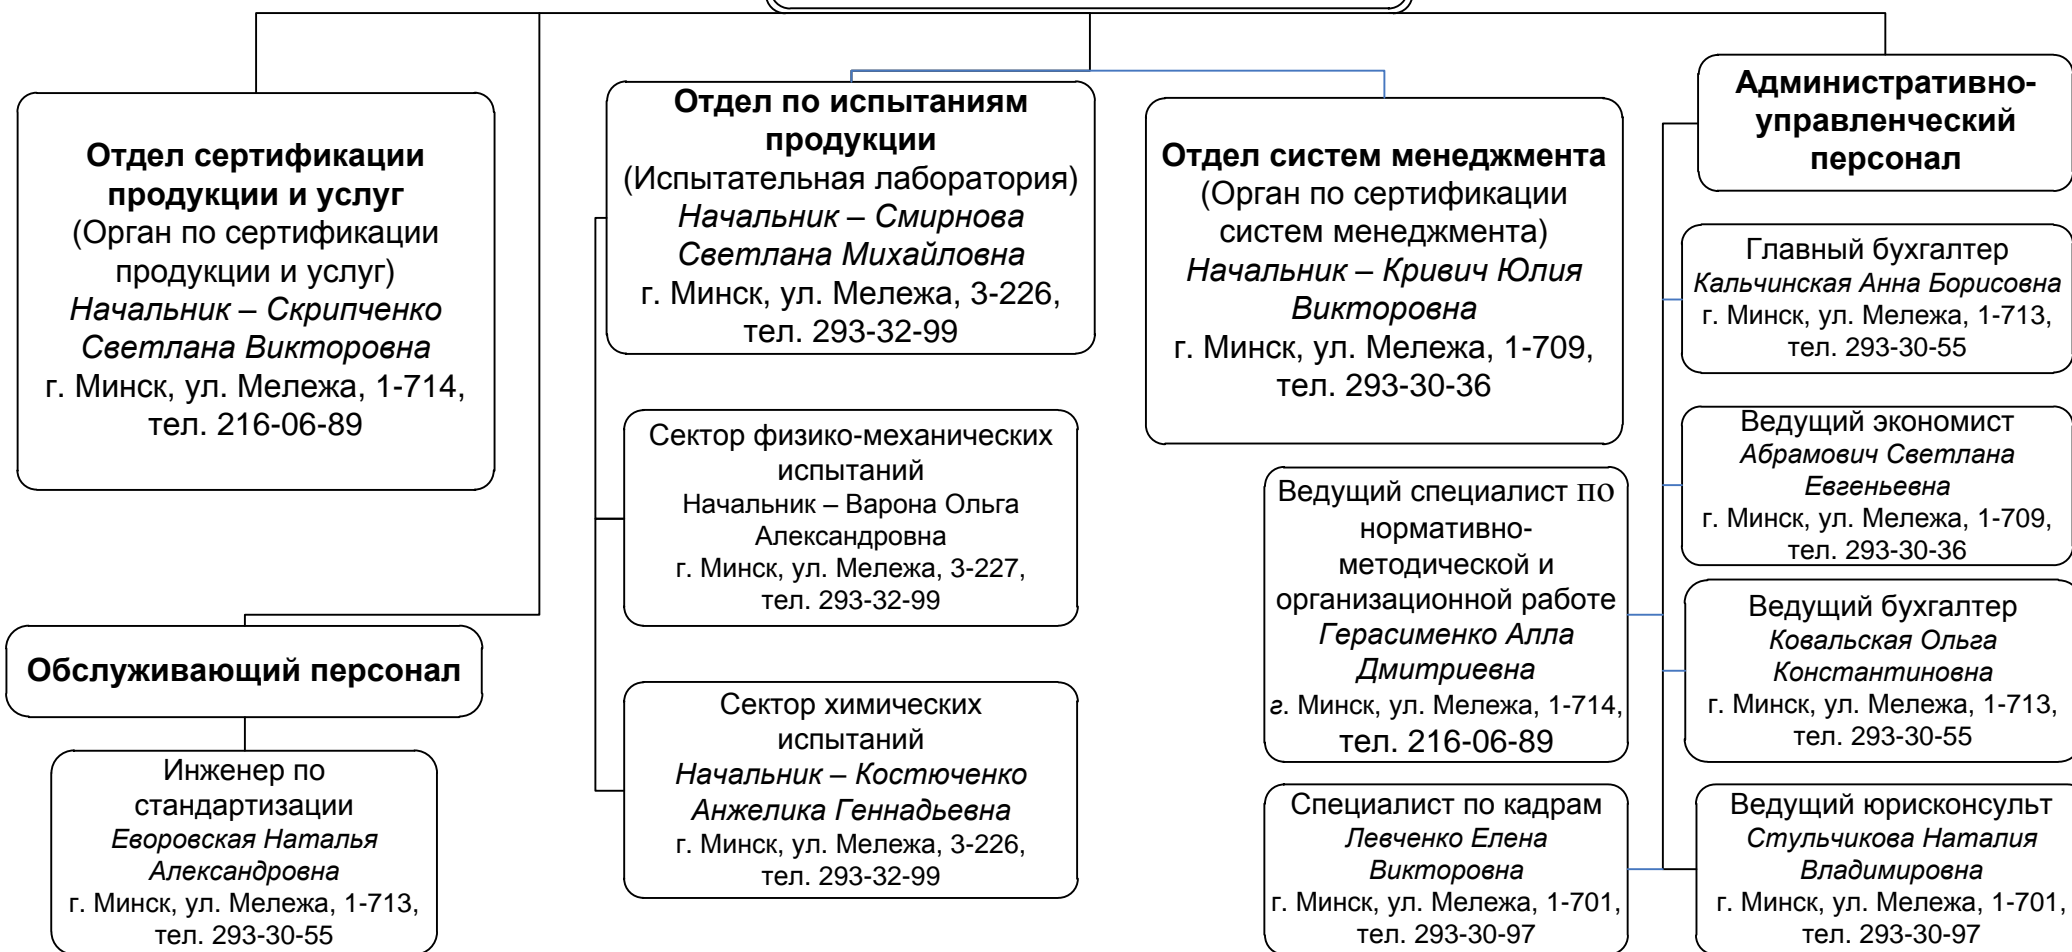 Отдел сертификации
продукции и услуг
(Орган по сертификации
продукции и услуг)
Начальник – Скрипченко
Светлана Викторовна
г. Минск, ул. Мележа, 1-714,
тел. 216-06-89
Обслуживающий персонал
Инженер по
стандартизации
Еворовская Наталья
Александровна
г. Минск, ул. Мележа, 1-713,
тел. 293-30-55
Отдел по испытаниям
продукции
(Испытательная лаборатория)
Начальник – Смирнова
Светлана Михайловна
г. Минск, ул. Мележа, 3-226,
тел. 293-32-99
Сектор физико-механических
испытаний
Начальник – Варона Ольга
Александровна
г. Минск, ул. Мележа, 3-227,
тел. 293-32-99
Сектор химических
испытаний
Начальник – Костюченко
Анжелика Геннадьевна
г. Минск, ул. Мележа, 3-226,
тел. 293-32-99
Отдел систем менеджмента
(Орган по сертификации
систем менеджмента)
Начальник – Кривич Юлия
Викторовна
г. Минск, ул. Мележа, 1-709,
тел. 293-30-36
Административно-
управленческий
персонал
Главный бухгалтер
Кальчинская Анна Борисовна
г. Минск, ул. Мележа, 1-713,
тел. 293-30-55
Ведущий экономист
Абрамович Светлана
Евгеньевна
г. Минск, ул. Мележа, 1-709,
тел. 293-30-36
Ведущий бухгалтер
Ковальская Ольга
Константиновна
г. Минск, ул. Мележа, 1-713,
тел. 293-30-55
Ведущий юрисконсульт
Стульчикова Наталия
Владимировна
г. Минск, ул. Мележа, 1-701,
тел. 293-30-97
Ведущий специалист по
нормативно-
методической и
организационной работе
Герасименко Алла
Дмитриевна
г. Минск, ул. Мележа, 1-714,
тел. 216-06-89
Специалист по кадрам
Левченко Елена
Викторовна
г. Минск, ул. Мележа, 1-701,
тел. 293-30-97